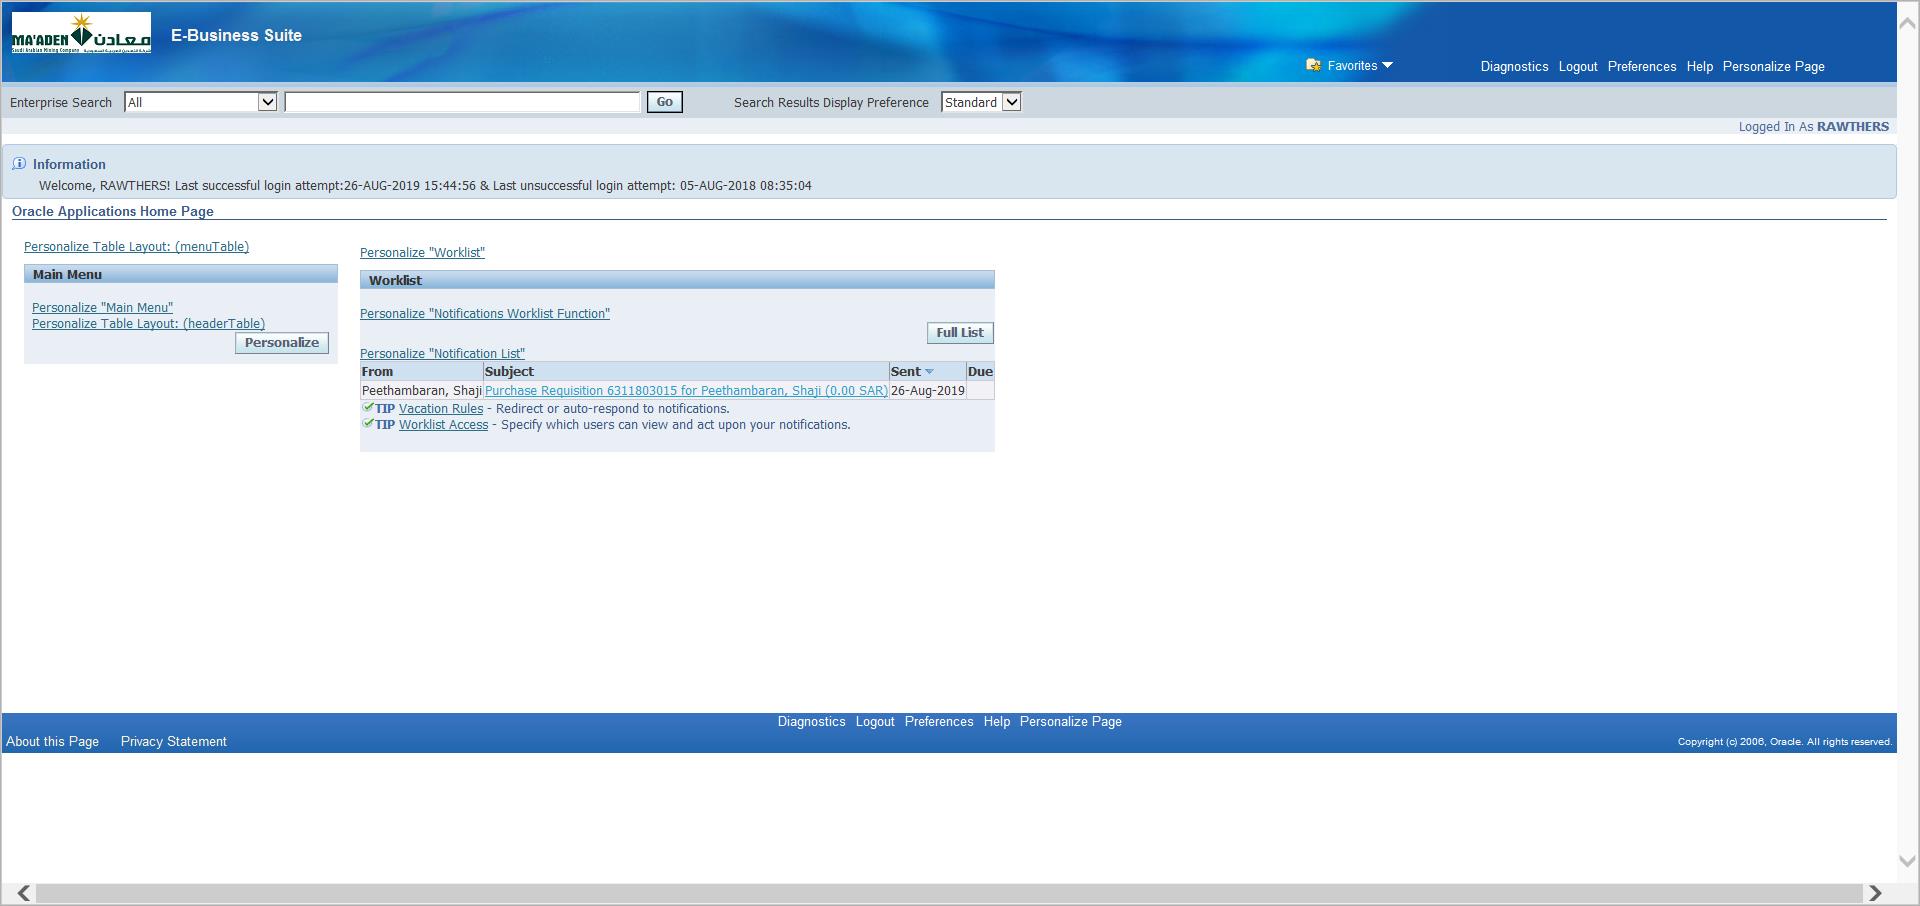 MA'ADEN معادن
Saudi Arabian Mining Company
E-Business Suite
Favorites
Diagnostics Logout Preferences Help Personalize Page
Enterprise Search All Go Search Results Display Preference Standard
Logged In As RAWTHERS
Information
Welcome, RAWTHERS! Last successful login attempt:26-AUG-2019 15:44:56 & Last unsuccessful login attempt: 05-AUG-2018 08:35:04
Oracle Applications Home Page
Personalize Table Layout: (menuTable)
Main Menu
Personalize "Main Menu"
Personalize Table Layout: (headerTable)
Personalize
Personalize "Worklist"
Worklist
Personalize "Notifications Worklist Function"
Full List
Personalize "Notification List"
From Subject Sent Due
Peethambaran, Shaji Purchase Requisition 6311803015 for Peethambaran, Shaji (0.00 SAR) 26-Aug-2019
TIP Vacation Rules - Redirect or auto-respond to notifications.
TIP Worklist Access - Specify which users can view and act upon your notifications.
Diagnostics Logout Preferences Help Personalize Page
About this Page Privacy Statement
Copyright (c) 2006, Oracle. All rights reserved.